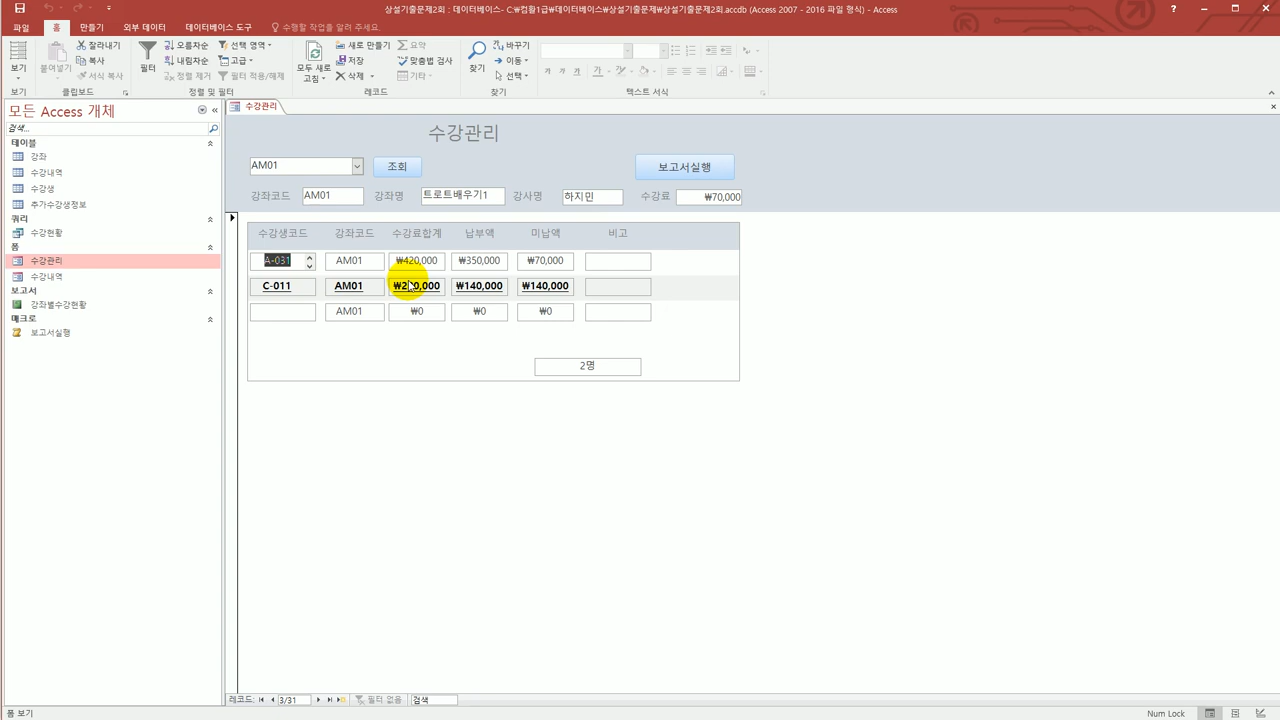 상설기출문제2회 : 데이터베이스- C:₩컴활1급₩데이터베이스₩상설기출문제₩상설기출문제2회.accdb (Access 2007 - 2016 파일 형식) - Access
파일 홈 만들기 외부 데이터 데이터베이스 도구 수행할 작업을 알려 주세요.
보기 붙여넣기 잘라내기 복사 서식 복사 필터 오름차순 내림차순 정렬 제거 선택 영역 고급 필터 적용/해제 모두 새로 고침 새로 만들기 저장 삭제 요약 맞춤법 검사 기타 찾기 바꾸기 이동 선택
가 가 가 가
보기 클립보드 정렬 및 필터 레코드 찾기 텍스트 서식
모든 Access 개체
검색...
테이블
강좌
수강내역
수강생
추가수강생정보
쿼리
수강현황
폼
수강관리
수강내역
보고서
강좌별수강현황
매크로
보고서실행
수강관리
수강관리
AM01 조회 보고서실행
강좌코드 AM01 강좌명 트로트배우기1 강사명 하지민 수강료 ₩70,000
수강생코드 강좌코드 수강료합계 납부액 미납액 비고
A-031 AM01 ₩420,000 ₩350,000 ₩70,000
C-011 AM01 ₩140,000 ₩140,000
AM01 ₩0 ₩0 ₩0
2명
레코드: 3/31 필터 없음 검색
폼 보기 Num Lock